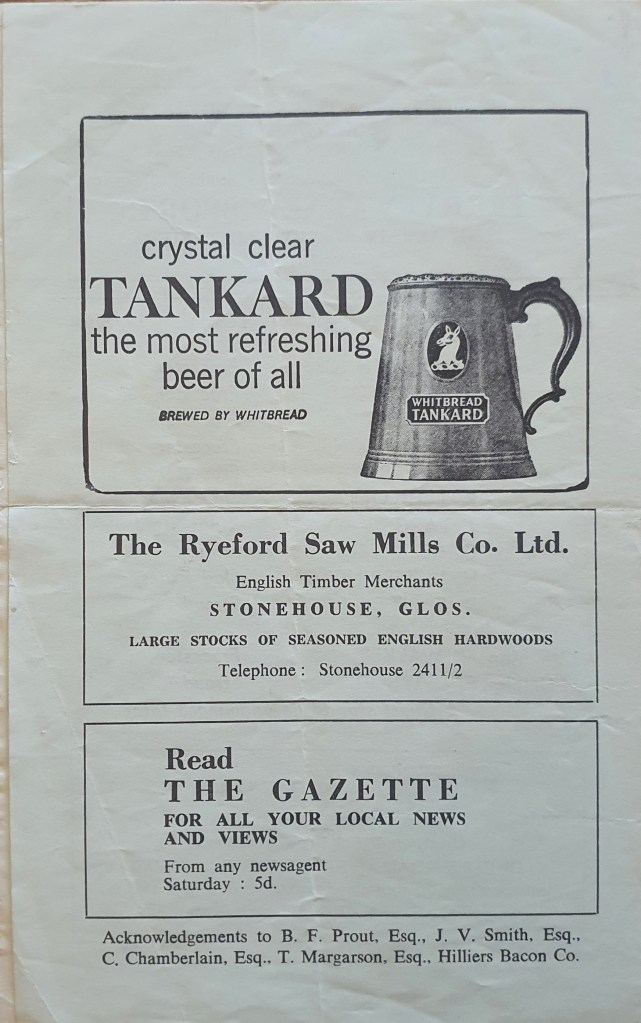 crystal clear
TANKARD
the most refreshing
beer of all
BREWED BY WHITBREAD
WHITBREAD
TANKARD
The Ryeford Saw Mills Co. Ltd.
English Timber Merchants
STONEHOUSE, GLOS.
LARGE STOCKS OF SEASONED ENGLISH HARDWOODS
Telephone : Stonehouse 2411/2
Read
THE GAZETTE
FOR ALL YOUR LOCAL NEWS
AND VIEWS
From any newsagent
Saturday : 5d.
Acknowledgements to B. F. Prout, Esq., J. V. Smith, Esq.,
C. Chamberlain, Esq.. T. Margarson, Esq., Hilliers Bacon Co.